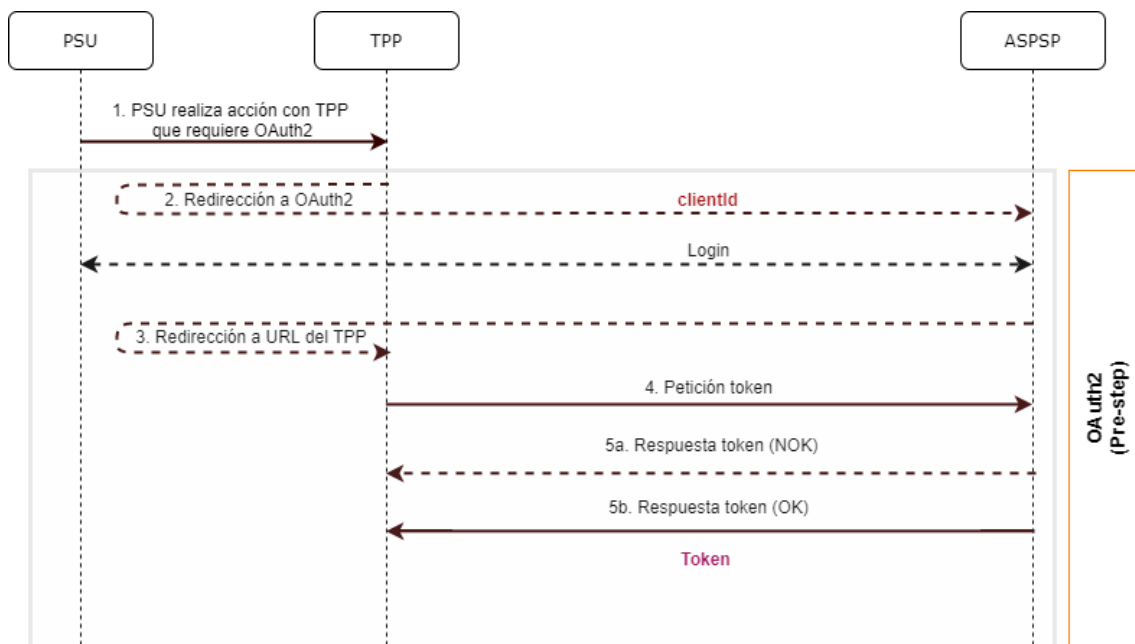 PSU
TPP
ASPSP
1. PSU realiza acción con TPP
que requiere OAuth2
2. Redirección a OAuth2
clientId
Login
3. Redirección a URL del TPP
4. Petición token
5a. Respuesta token (NOK)
5b. Respuesta token (OK)
Token
OAuth2
(Pre-step)